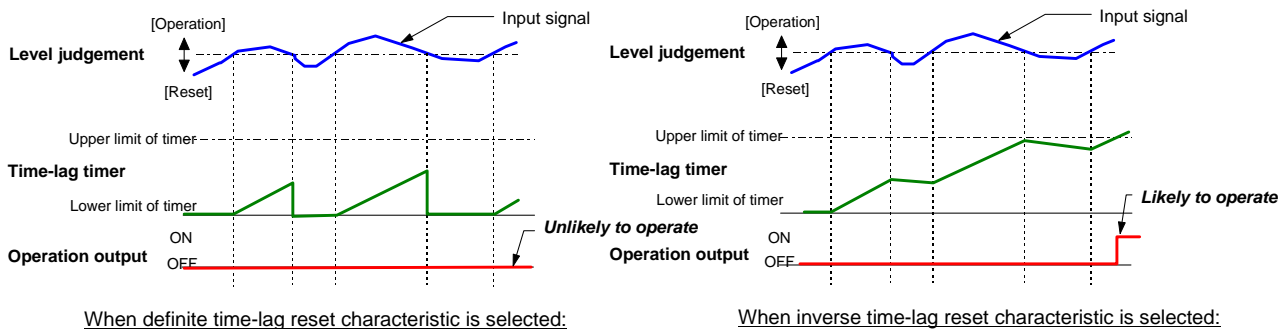 [Operation]
Input signal
Level judgement
[Reset]
Upper limit of timer
Time-lag timer
Lower limit of timer
Unlikely to operate
ON
Operation output
OFF
When definite time-lag reset characteristic is selected:
[Operation]
Input signal
Level judgement
[Reset]
Upper limit of timer
Time-lag timer
Lower limit of timer
Likely to operate
ON
Operation output
OFF
When inverse time-lag reset characteristic is selected: